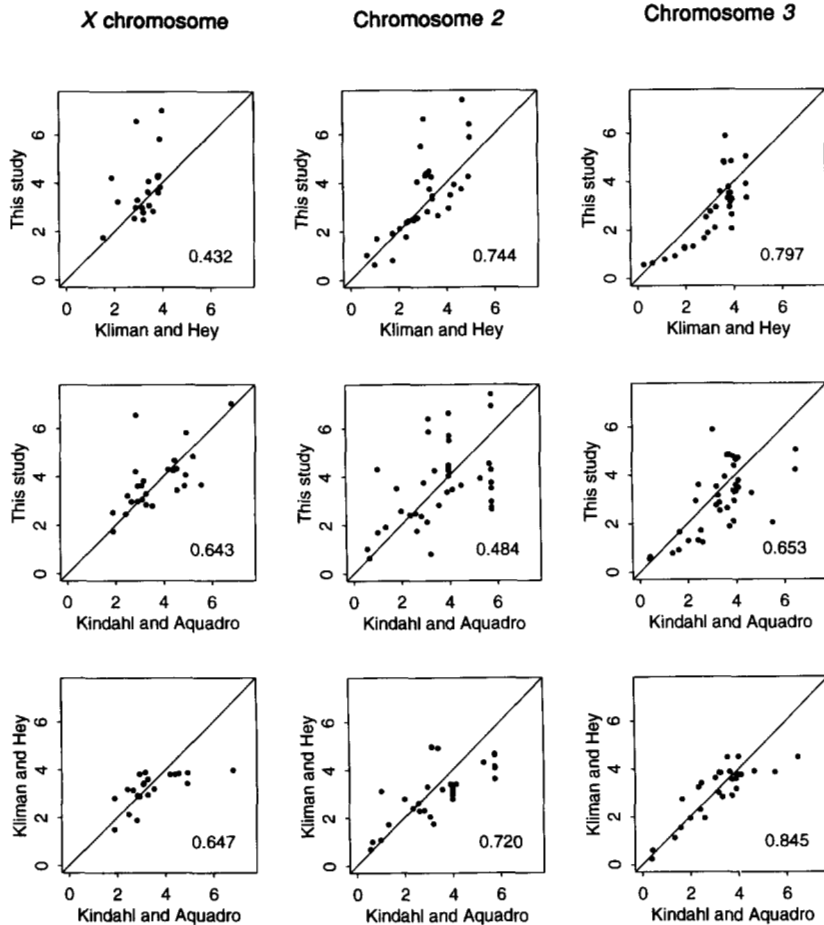 X chromosome
Chromosome 2
Chromosome 3
This study
6
4
2
0
0.432
0 2 4 6
Kliman and Hey
This study
6
4
2
0
0.744
0 2 4 6
Kliman and Hey
This study
6
4
2
0
0.797
0 2 4 6
Kliman and Hey
This study
6
4
2
0
0.643
0 2 4 6
Kindahl and Aquadro
This study
6
4
2
0
0.484
0 2 4 6
Kindahl and Aquadro
This study
6
4
2
0
0.653
0 2 4 6
Kindahl and Aquadro
Kliman and Hey
6
4
2
0
0.647
0 2 4 6
Kindahl and Aquadro
Kliman and Hey
6
4
2
0
0.720
0 2 4 6
Kindahl and Aquadro
Kliman and Hey
6
4
2
0
0.845
0 2 4 6
Kindahl and Aquadro